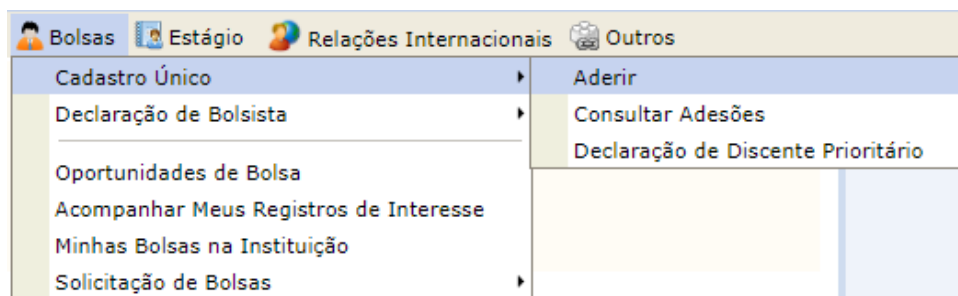 Bolsas Estágio Relações Internacionais Outros
Cadastro Único
Declaração de Bolsista
Oportunidades de Bolsa
Acompanhar Meus Registros de Interesse
Minhas Bolsas na Instituição
Solicitação de Bolsas
Aderir
Consultar Adesões
Declaração de Discente Prioritário